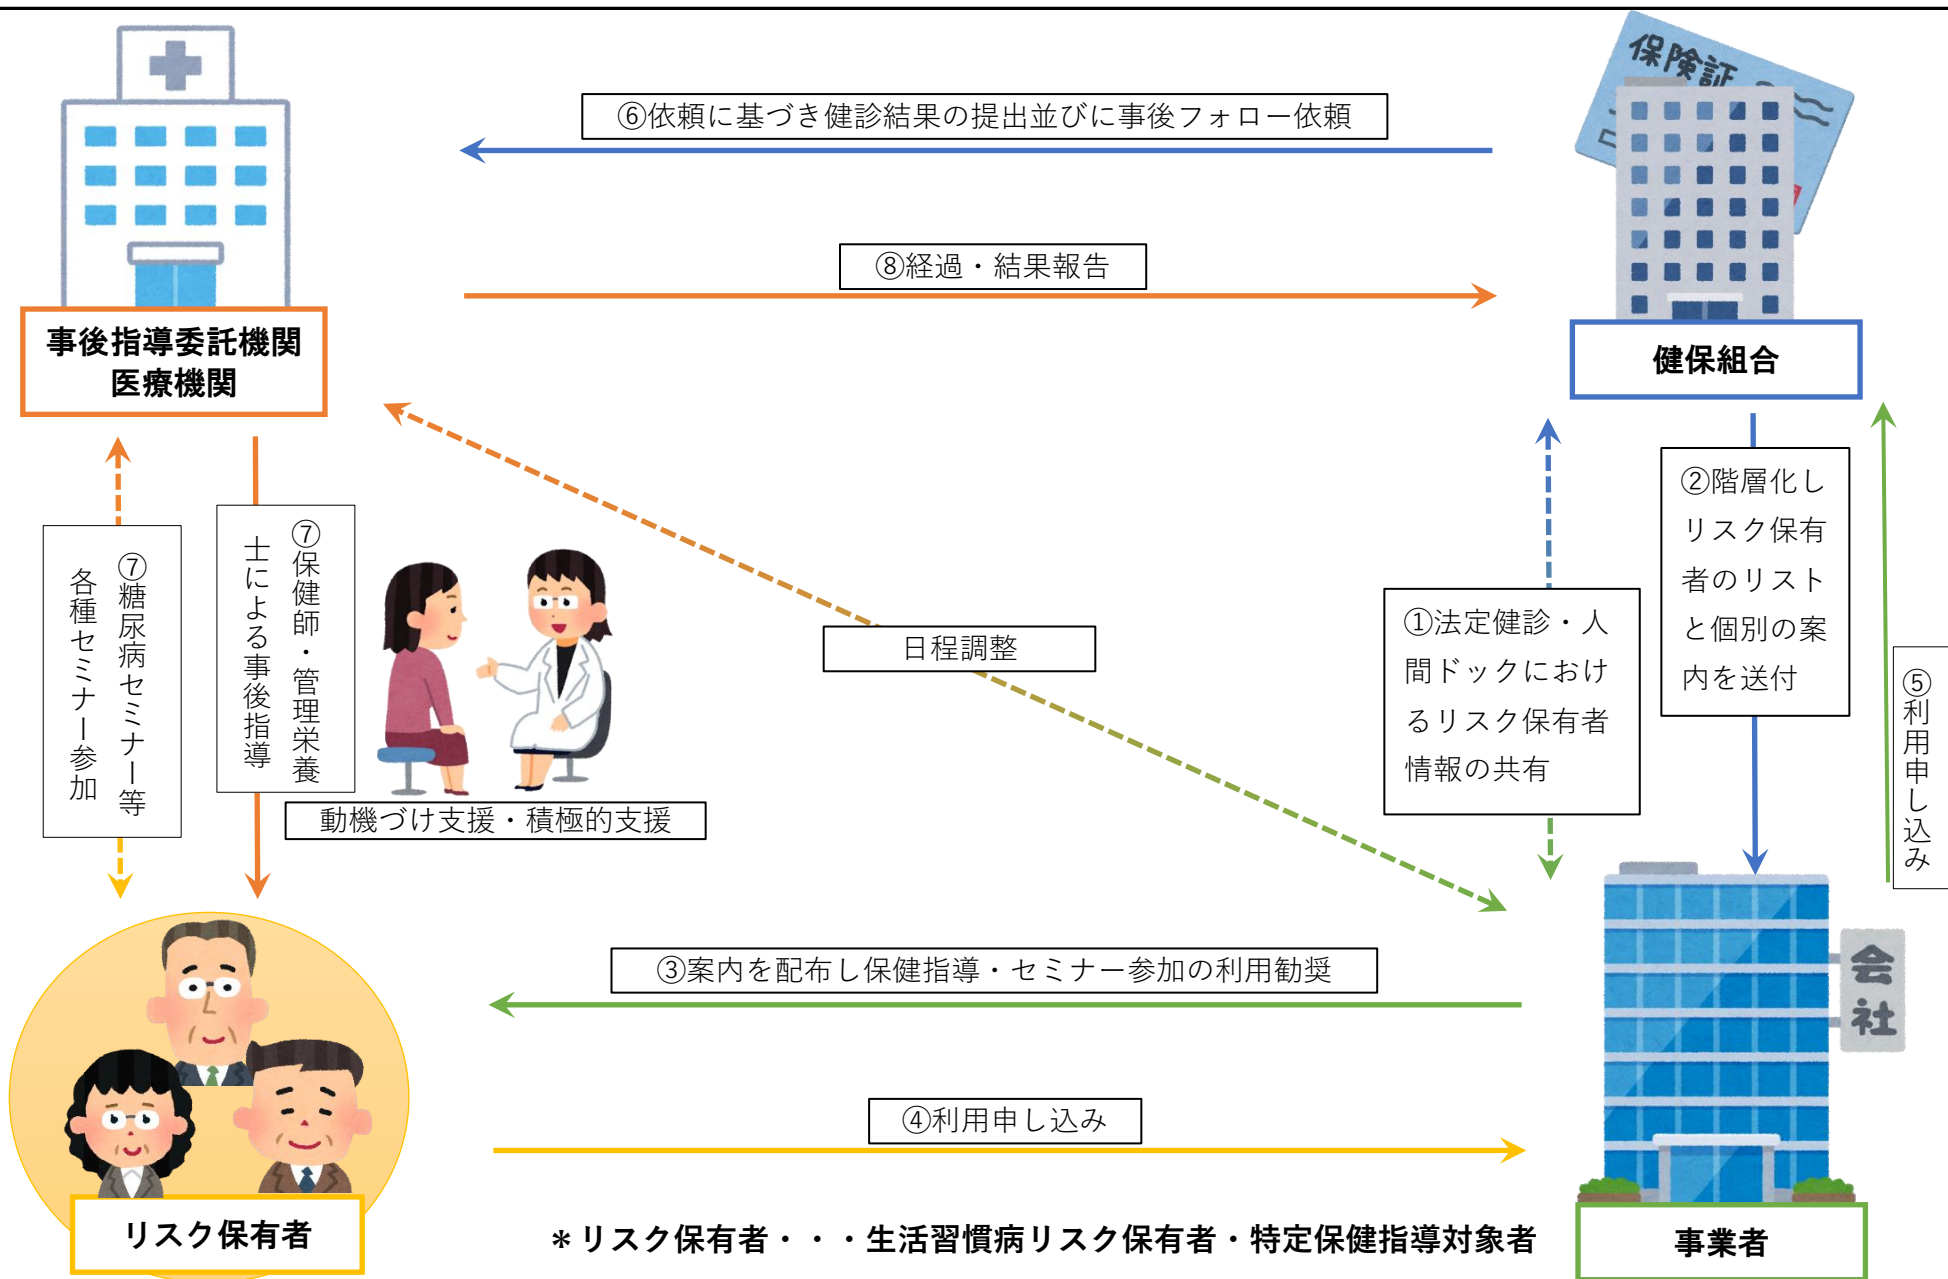 保険証
⑥依頼に基づき健診結果の提出並びに事後フォロー依頼
⑧経過・結果報告
事後指導委託機関
医療機関
健保組合
②階層化し
リスク保有
者のリスト
と個別の案
内を送付
①法定健診・人
間ドックにおけ
るリスク保有者
情報の共有
⑤利用申し込み
⑦糖尿病セミナー等
各種セミナー参加
⑦保健師・管理栄養
士による事後指導
日程調整
動機づけ支援・積極的支援
③案内を配布し保健指導・セミナー参加の利用勧奨
会社
④利用申し込み
リスク保有者
＊リスク保有者・・・生活習慣病リスク保有者・特定保健指導対象者
事業者